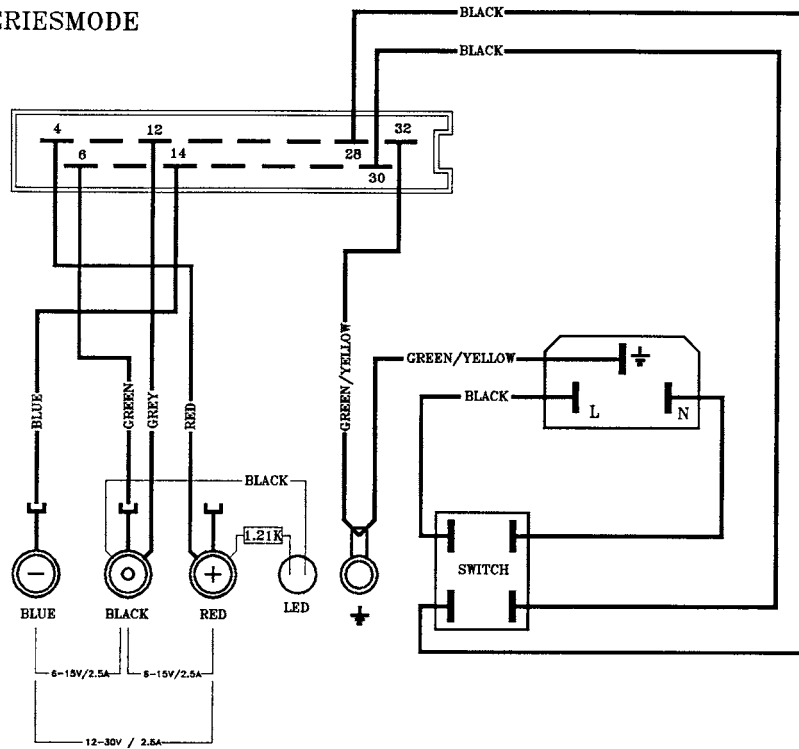 ERIESMODE
BLACK
BLACK
4 12 28 32
6 14 30
BLUE
GREEN
GREY
RED
GREEN/YELLOW
GREEN/YELLOW
BLACK
L N
BLACK
1.21K
SWITCH
− O +
BLUE BLACK RED LED
6-15V/2.5A 6-15V/2.5A
12-30V / 2.5A